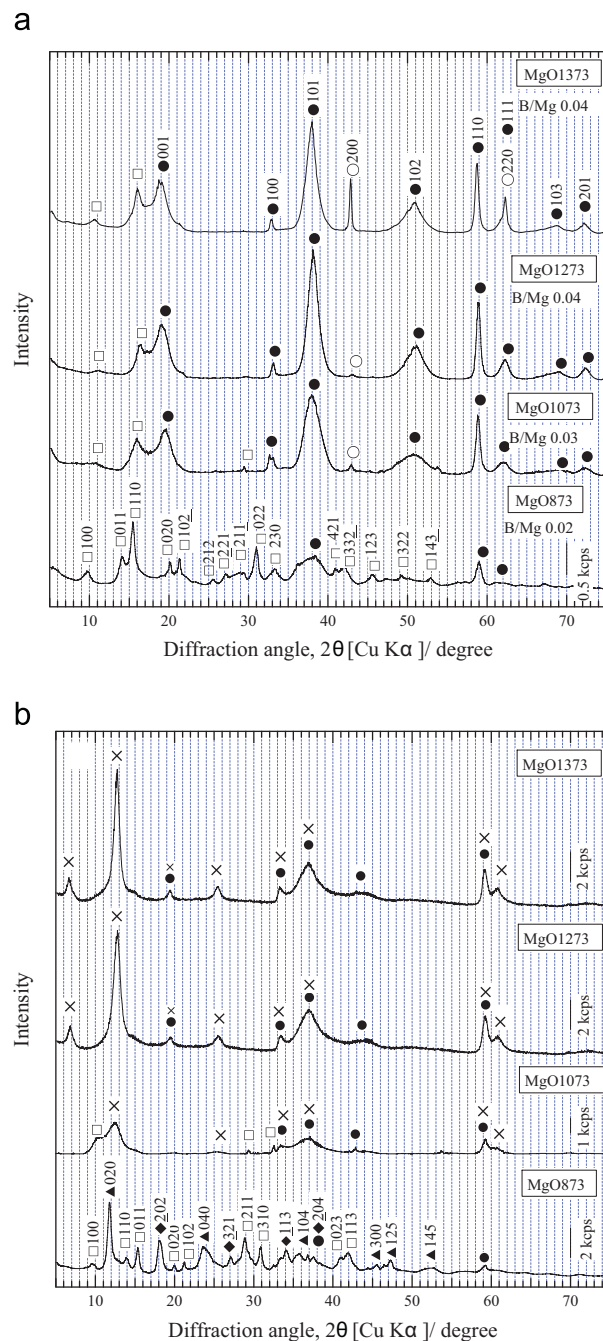 a
MgO1373
B/Mg 0.04
101
111
001
110
200
220
102
100
103
201
MgO1273
B/Mg 0.04
MgO1073
B/Mg 0.03
MgO873
B/Mg 0.02
100
011
110
020
102
212
221
211
022
230
421
332
123
322
143
0.5 kcps
Intensity
10 20 30 40 50 60 70
Diffraction angle, 2θ [Cu Kα ]/ degree
b
MgO1373
2 kcps
MgO1273
2 kcps
MgO1073
1 kcps
MgO873
2 kcps
100
020
110
011
202
020
102
040
321
211
310
113
104
204
023
113
300
125
145
Intensity
10 20 30 40 50 60 70
Diffraction angle, 2θ [Cu Kα ]/ degree